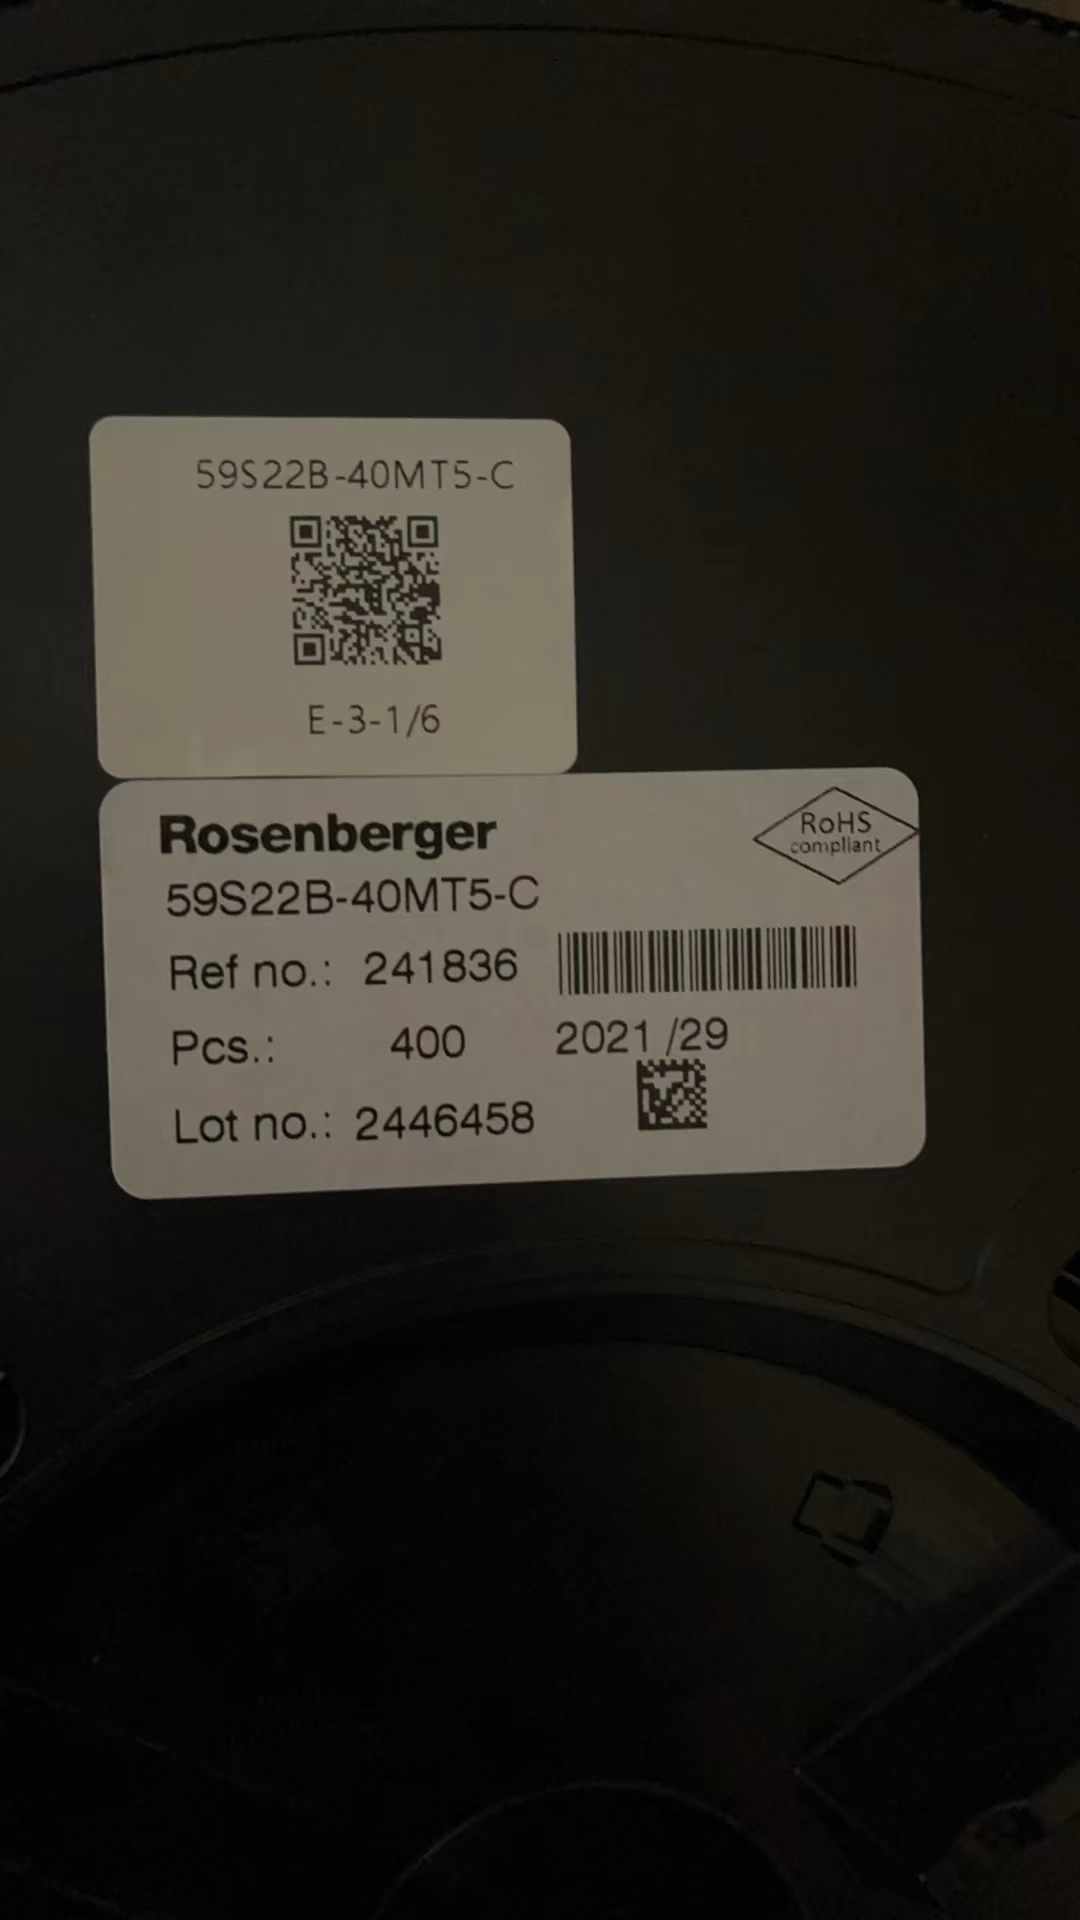 59S22B-40MT5-C
E-3-1/6
Rosenberger
RoHS
compliant
59S22B-40MT5-C
Ref no.: 241836
Pcs.: 400 2021 /29
Lot no.: 2446458